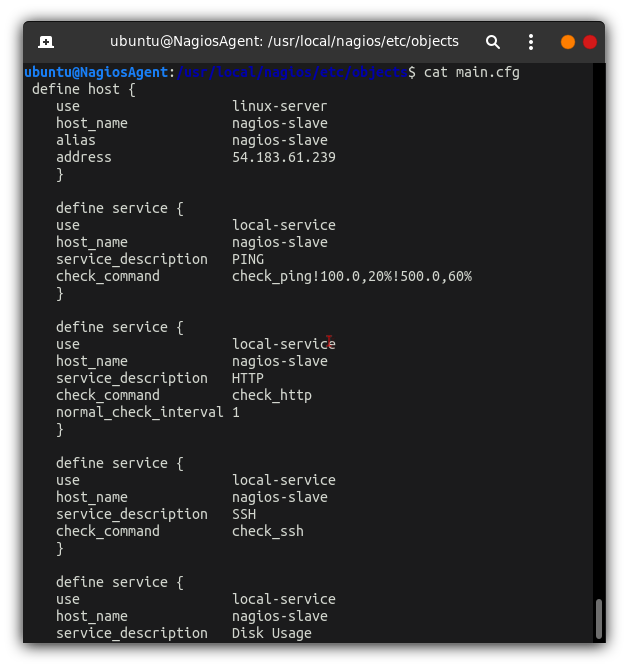 ubuntu@NagiosAgent: /usr/local/nagios/etc/objects
ubuntu@NagiosAgent:/usr/local/nagios/etc/objects$ cat main.cfg
define host {
use linux-server
host_name nagios-slave
alias nagios-slave
address 54.183.61.239
}
define service {
use local-service
host_name nagios-slave
service_description PING
check_command check_ping!100.0,20%!500.0,60%
}
define service {
use local-service
host_name nagios-slave
service_description HTTP
check_command check_http
normal_check_interval 1
}
define service {
use local-service
host_name nagios-slave
service_description SSH
check_command check_ssh
}
define service {
use local-service
host_name nagios-slave
service_description Disk Usage